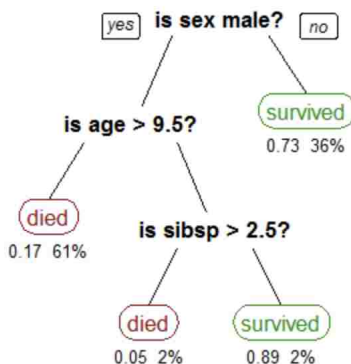 yes is sex male? no
is age > 9.5?
survived
0.73 36%
died
0.17 61%
is sibsp > 2.5?
died survived
0.05 2% 0.89 2%